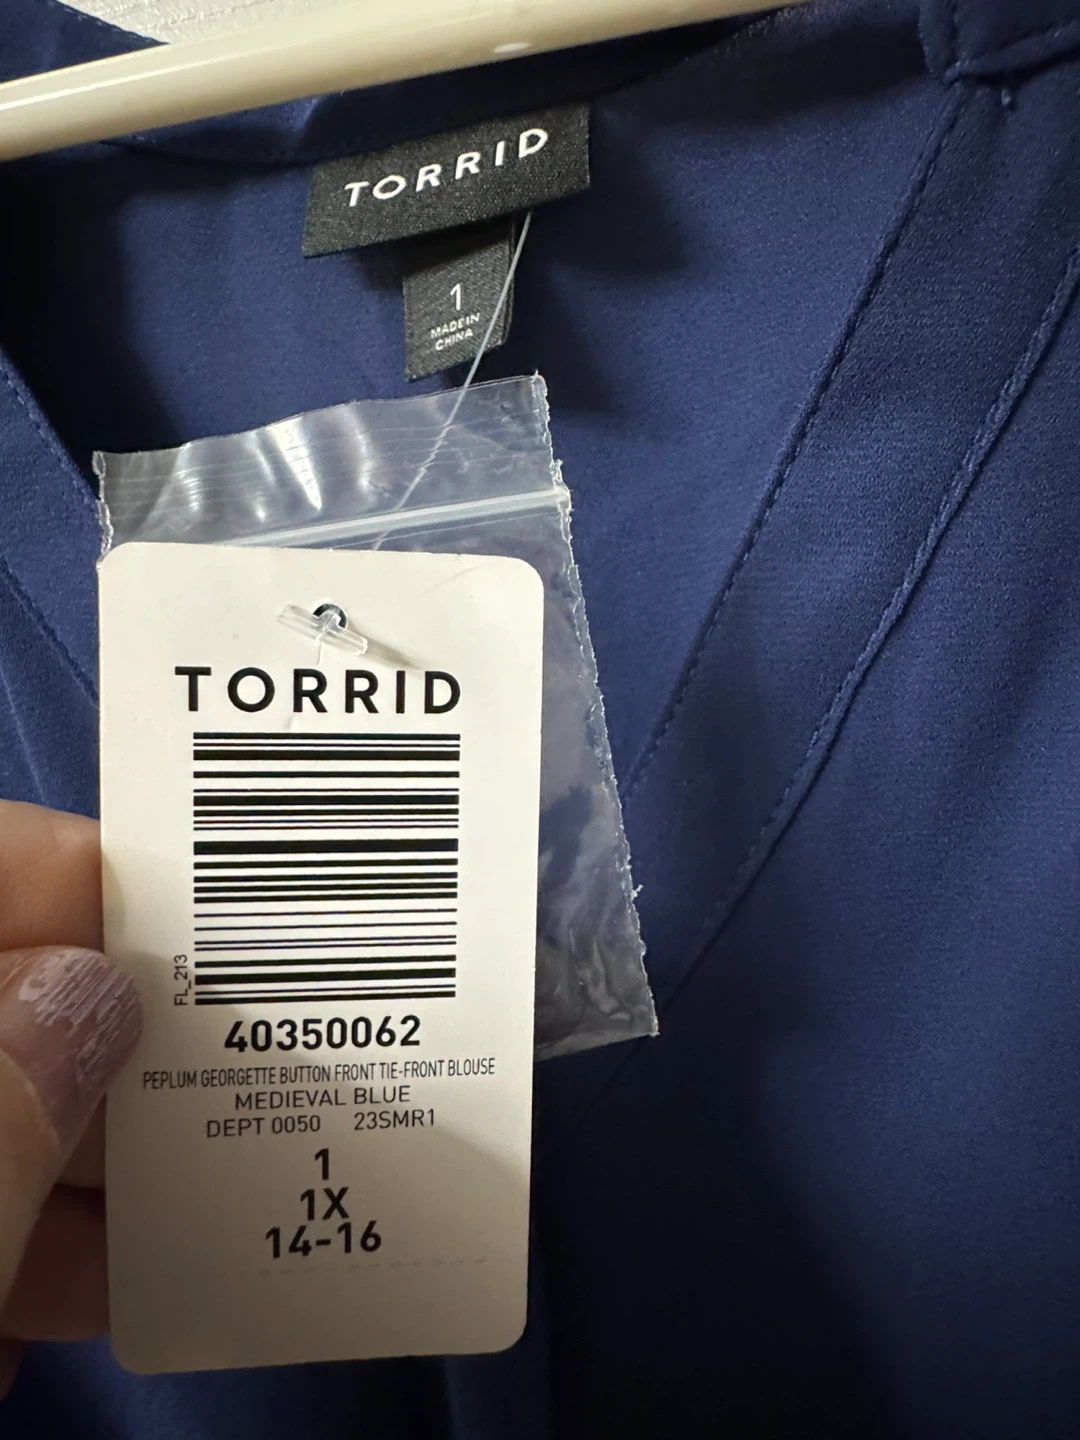 TORRID
1
MADE IN
CHINA
TORRID
FL_213
40350062
PEPLUM GEORGETTE BUTTON FRONT TIE-FRONT BLOUSE
MEDIEVAL BLUE
DEPT 0050 23SMR1
1
1X
14-16